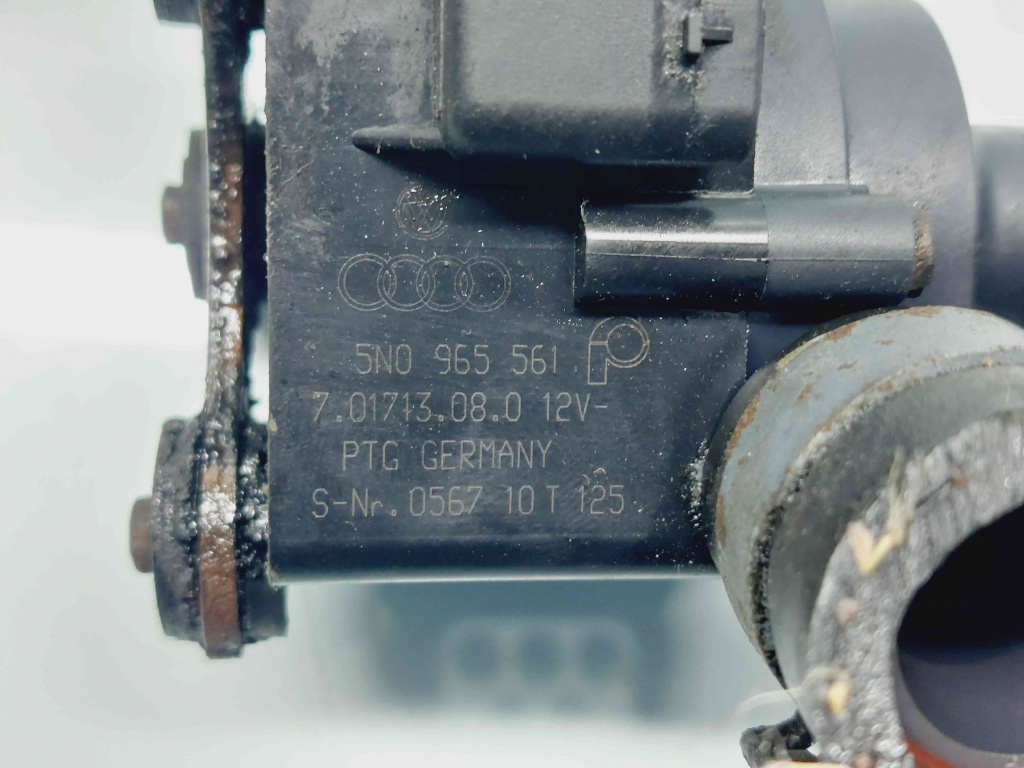 5N0 965 561
7.01713.08.0 12V-
PTG GERMANY
S-Nr. 0567 10 T 125